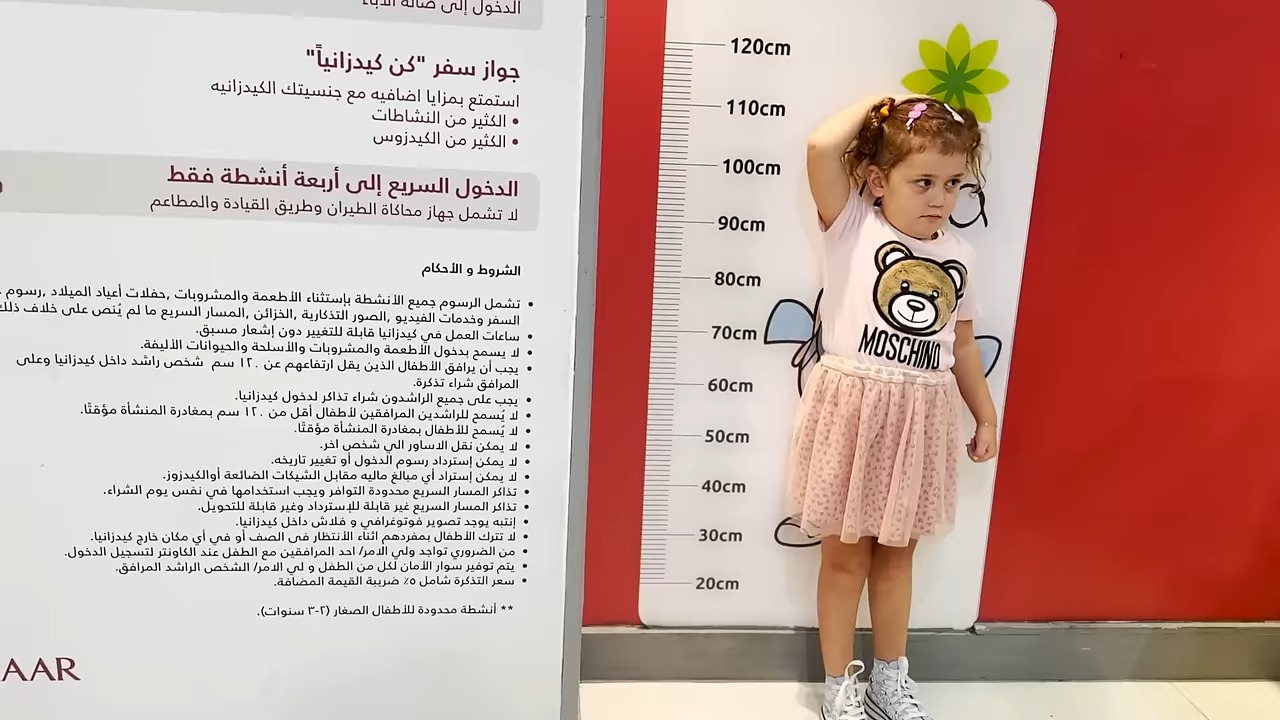 الدخول إلى صالة الآباء
جواز سفر "كن كيدزانياً"
استمتع بمزايا اضافيه مع جنسيتك الكيدزانيه
• الكثير من النشاطات
• الكثير من الكيدزوس
الدخول السريع إلى أربعة أنشطة فقط
لا تشمل جهاز محاكاة الطيران وطريق القيادة والمطاعم
الشروط و الأحكام
• تشمل الرسوم جميع الأنشطة بإستثناء الأطعمة والمشروبات ,حفلات أعياد الميلاد ,رسوم
السفر وخدمات الفيديو ,الصور التذكارية ,الخزائن ,المسار السريع ما لم يُنص على خلاف ذلك
• ساعات العمل في كيدزانيا قابلة للتغيير دون إشعار مسبق.
• لا يسمح بدخول الأطعمة والمشروبات والأسلحة والحيوانات الأليفة.
• يجب أن يرافق الأطفال الذين يقل ارتفاعهم عن ١٢٠ سم شخص راشد داخل كيدزانيا وعلى
المرافق شراء تذكرة.
• يجب على جميع الراشدون شراء تذاكر لدخول كيدزانيا.
• لا يُسمح للراشدين المرافقين لأطفال أقل من ١٢٠ سم بمغادرة المنشأة مؤقتًا.
• لا يُسمح للأطفال بمغادرة المنشأة مؤقتًا.
• لا يمكن نقل الاساور الي شخص اخر.
• لا يمكن إسترداد رسوم الدخول أو تغيير تاريخه.
• لا يمكن إستراد أي مبالغ ماليه مقابل الشيكات الضائعة أوالكيدزوز.
• تذاكر المسار السريع محدودة التوافر ويجب استخدامها في نفس يوم الشراء.
• تذاكر المسار السريع غير قابلة للإسترداد وغير قابلة للتحويل.
• إنتبه يوجد تصوير فوتوغرافي و فلاش داخل كيدزانيا.
• لا تترك الأطفال بمفردهم اثناء الأنتظار فى الصف أو في أي مكان خارج كيدزانيا.
• من الضروري تواجد ولي الامر/ احد المرافقين مع الطفل عند الكاونتر لتسجيل الدخول.
• يتم توفير سوار الأمان لكل من الطفل و لي الامر/ الشخص الراشد المرافق.
• سعر التذكرة شامل ٥٪ ضريبة القيمة المضافة.
** أنشطة محدودة للأطفال الصغار (٢-٣ سنوات).
AAR
120cm
110cm
100cm
90cm
80cm
70cm
60cm
50cm
40cm
30cm
20cm
MOSCHINO